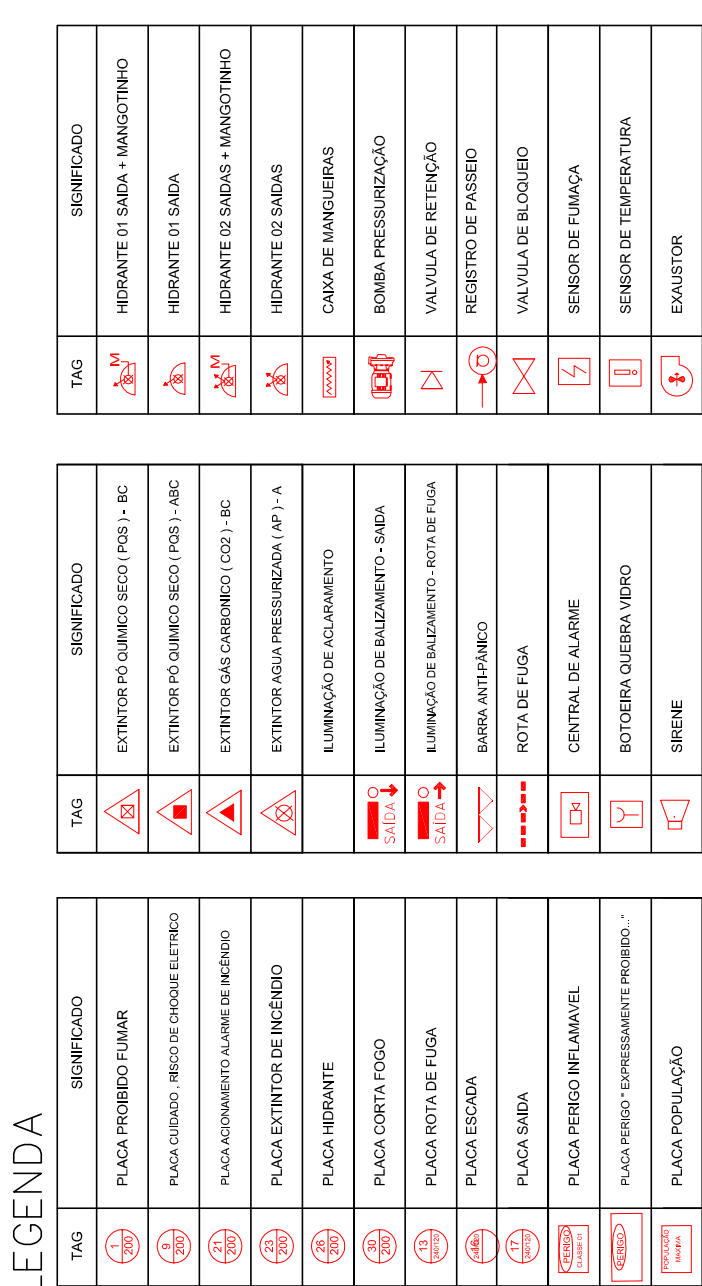 LEGENDA
TAG SIGNIFICADO
1 200 PLACA PROIBIDO FUMAR
9 200 PLACA CUIDADO , RISCO DE CHOQUE ELETRICO
21 200 PLACA ACIONAMENTO ALARME DE INCÊNDIO
23 200 PLACA EXTINTOR DE INCÊNDIO
26 200 PLACA HIDRANTE
30 200 PLACA CORTA FOGO
13 240/120 PLACA ROTA DE FUGA
PLACA ESCADA
17 240/120 PLACA SAIDA
PERIGO CLASSE 01 PLACA PERIGO INFLAMAVEL
PERIGO PLACA PERIGO " EXPRESSAMENTE PROIBIDO..."
POPULAÇÃO MAXIMA PLACA POPULAÇÃO
TAG SIGNIFICADO
EXTINTOR PÓ QUIMICO SECO ( PQS ) - BC
EXTINTOR PÓ QUIMICO SECO ( PQS ) - ABC
EXTINTOR GÁS CARBONICO ( CO2 ) - BC
EXTINTOR AGUA PRESSURIZADA ( AP ) - A
ILUMINAÇÃO DE ACLARAMENTO
SAÍDA ILUMINAÇÃO DE BALIZAMENTO - SAIDA
SAÍDA ILUMINAÇÃO DE BALIZAMENTO - ROTA DE FUGA
BARRA ANTI-PÂNICO
ROTA DE FUGA
CENTRAL DE ALARME
BOTOEIRA QUEBRA VIDRO
SIRENE
TAG SIGNIFICADO
M HIDRANTE 01 SAIDA + MANGOTINHO
HIDRANTE 01 SAIDA
M HIDRANTE 02 SAIDAS + MANGOTINHO
HIDRANTE 02 SAIDAS
CAIXA DE MANGUEIRAS
BOMBA PRESSURIZAÇÃO
VALVULA DE RETENÇÃO
REGISTRO DE PASSEIO
VALVULA DE BLOQUEIO
SENSOR DE FUMAÇA
SENSOR DE TEMPERATURA
EXAUSTOR